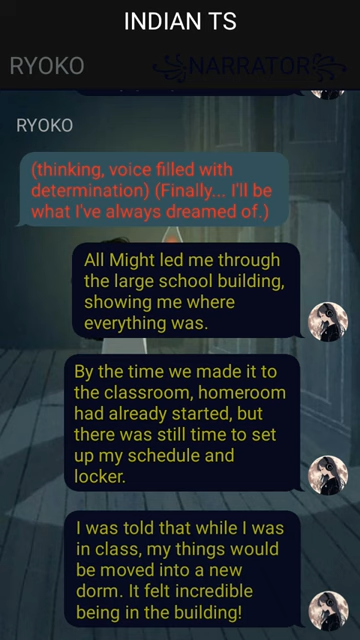 INDIAN TS
RYOKO
NARRATOR
RYOKO
(thinking, voice filled with
determination) (Finally... I'll be
what I've always dreamed of.)
All Might led me through
the large school building,
showing me where
everything was.
By the time we made it to
the classroom, homeroom
had already started, but
there was still time to set
up my schedule and
locker.
I was told that while I was
in class, my things would
be moved into a new
dorm. It felt incredible
being in the building!